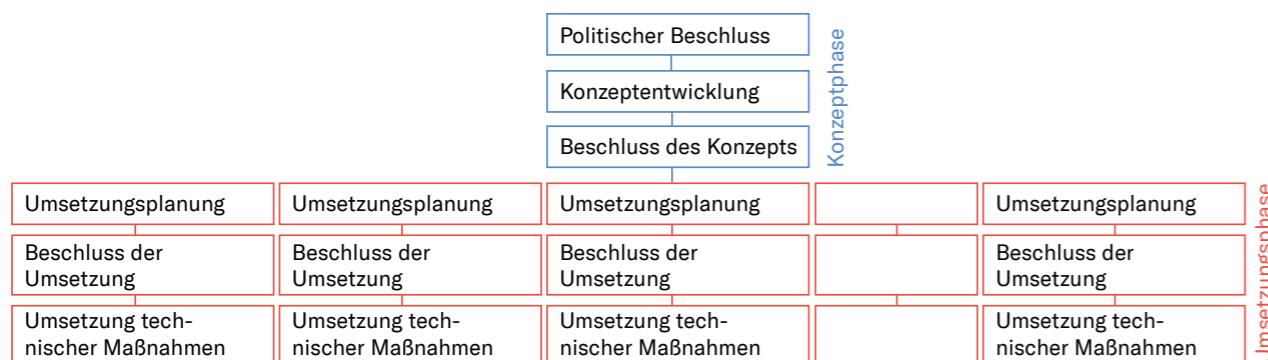 Politischer Beschluss
Konzeptentwicklung
Beschluss des Konzepts
Konzeptphase
Umsetzungsplanung
Umsetzungsplanung
Umsetzungsplanung
Umsetzungsplanung
Beschluss der
Umsetzung
Beschluss der
Umsetzung
Beschluss der
Umsetzung
Beschluss der
Umsetzung
Umsetzung tech-
nischer Maßnahmen
Umsetzung tech-
nischer Maßnahmen
Umsetzung tech-
nischer Maßnahmen
Umsetzung tech-
nischer Maßnahmen
Umsetzungsphase